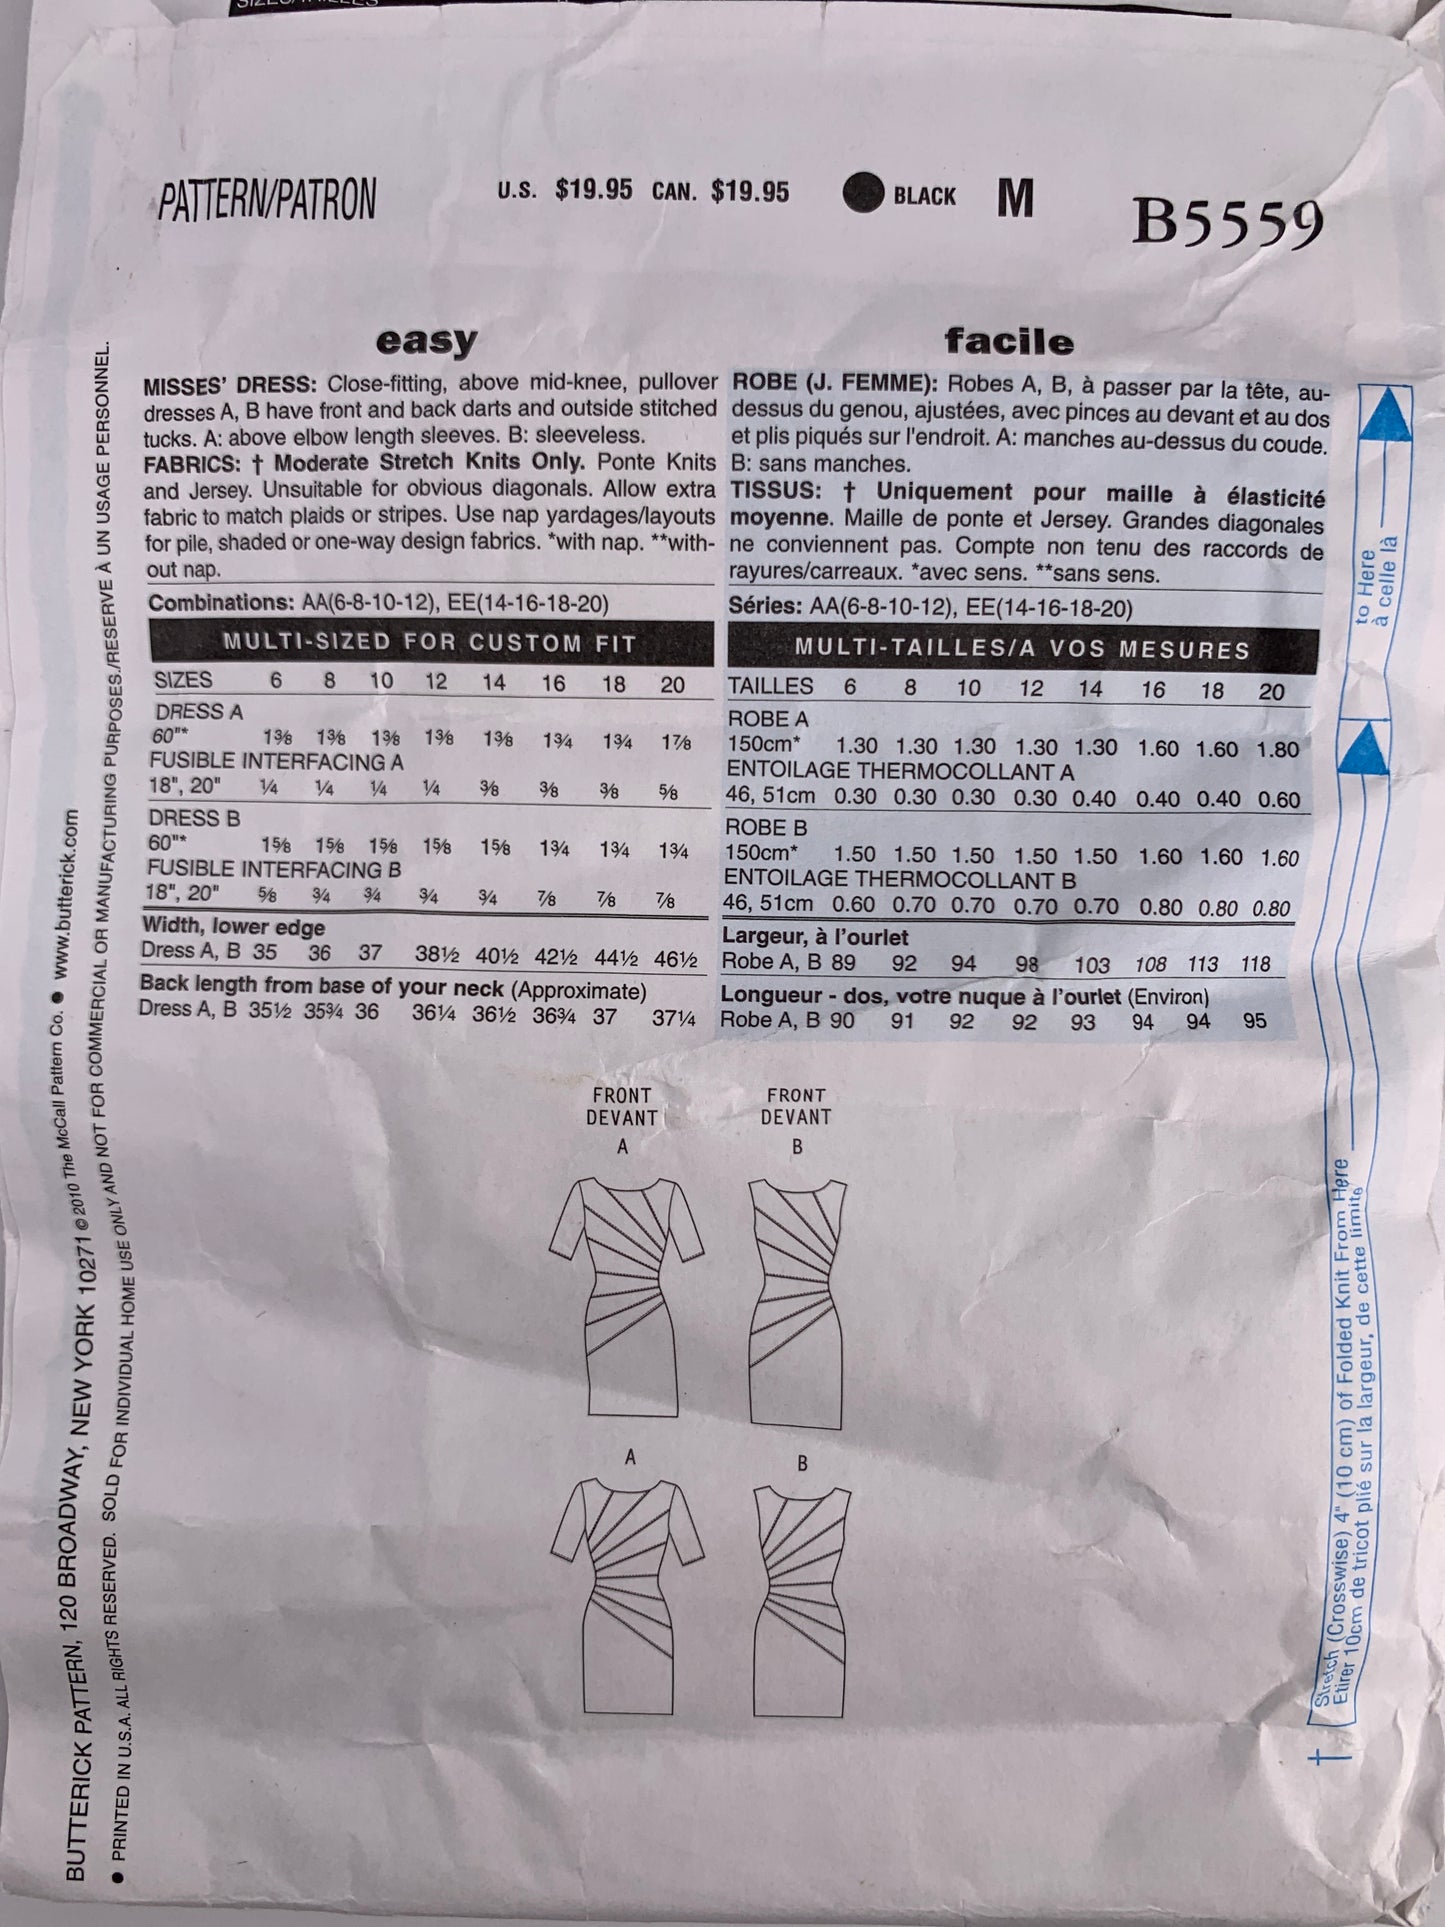 SIZES/TAILLES
PATTERN/PATRON
U.S. $19.95 CAN. $19.95
BLACK M
B5559
easy
MISSES' DRESS: Close-fitting, above mid-knee, pullover
dresses A, B have front and back darts and outside stitched
tucks. A: above elbow length sleeves. B: sleeveless.
FABRICS: † Moderate Stretch Knits Only. Ponte Knits
and Jersey. Unsuitable for obvious diagonals. Allow extra
fabric to match plaids or stripes. Use nap yardages/layouts
for pile, shaded or one-way design fabrics. *with nap. **with-
out nap.
Combinations: AA(6-8-10-12), EE(14-16-18-20)
MULTI-SIZED FOR CUSTOM FIT
SIZES 6 8 10 12 14 16 18 20
DRESS A
60"* 1⅜ 1⅜ 1⅜ 1⅜ 1⅜ 1¾ 1¾ 1⅞
FUSIBLE INTERFACING A
18", 20" ¼ ¼ ¼ ¼ ⅜ ⅜ ⅜ ⅝
DRESS B
60"* 1⅝ 1⅝ 1⅝ 1⅝ 1⅝ 1¾ 1¾ 1¾
FUSIBLE INTERFACING B
18", 20" ⅝ ¾ ¾ ¾ ¾ ⅞ ⅞ ⅞
Width, lower edge
Dress A, B 35 36 37 38½ 40½ 42½ 44½ 46½
Back length from base of your neck (Approximate)
Dress A, B 35½ 35¾ 36 36¼ 36½ 36¾ 37 37¼
facile
ROBE (J. FEMME): Robes A, B, à passer par la tête, au-
dessus du genou, ajustées, avec pinces au devant et au dos
et plis piqués sur l'endroit. A: manches au-dessus du coude.
B: sans manches.
TISSUS: † Uniquement pour maille à élasticité
moyenne. Maille de ponte et Jersey. Grandes diagonales
ne conviennent pas. Compte non tenu des raccords de
rayures/carreaux. *avec sens. **sans sens.
Séries: AA(6-8-10-12), EE(14-16-18-20)
MULTI-TAILLES/A VOS MESURES
TAILLES 6 8 10 12 14 16 18 20
ROBE A
150cm* 1.30 1.30 1.30 1.30 1.30 1.60 1.60 1.80
ENTOILAGE THERMOCOLLANT A
46, 51cm 0.30 0.30 0.30 0.30 0.40 0.40 0.40 0.60
ROBE B
150cm* 1.50 1.50 1.50 1.50 1.50 1.60 1.60 1.60
ENTOILAGE THERMOCOLLANT B
46, 51cm 0.60 0.70 0.70 0.70 0.70 0.80 0.80 0.80
Largeur, à l'ourlet
Robe A, B 89 92 94 98 103 108 113 118
Longueur - dos, votre nuque à l'ourlet (Environ)
Robe A, B 90 91 92 92 93 94 94 95
FRONT
DEVANT
A
FRONT
DEVANT
B
A
B
BUTTERICK PATTERN, 120 BROADWAY, NEW YORK 10271 ©2010 The McCall Pattern Co. ● www.butterick.com
● PRINTED IN U.S.A. ALL RIGHTS RESERVED. SOLD FOR INDIVIDUAL HOME USE ONLY AND NOT FOR COMMERCIAL OR MANUFACTURING PURPOSES./RESERVE À UN USAGE PERSONNEL.
† Stretch (Crosswise) 4" (10 cm) of Folded Knit From Here
Etirer 10cm de tricot plié sur la largeur, de cette limite
to Here
à celle là